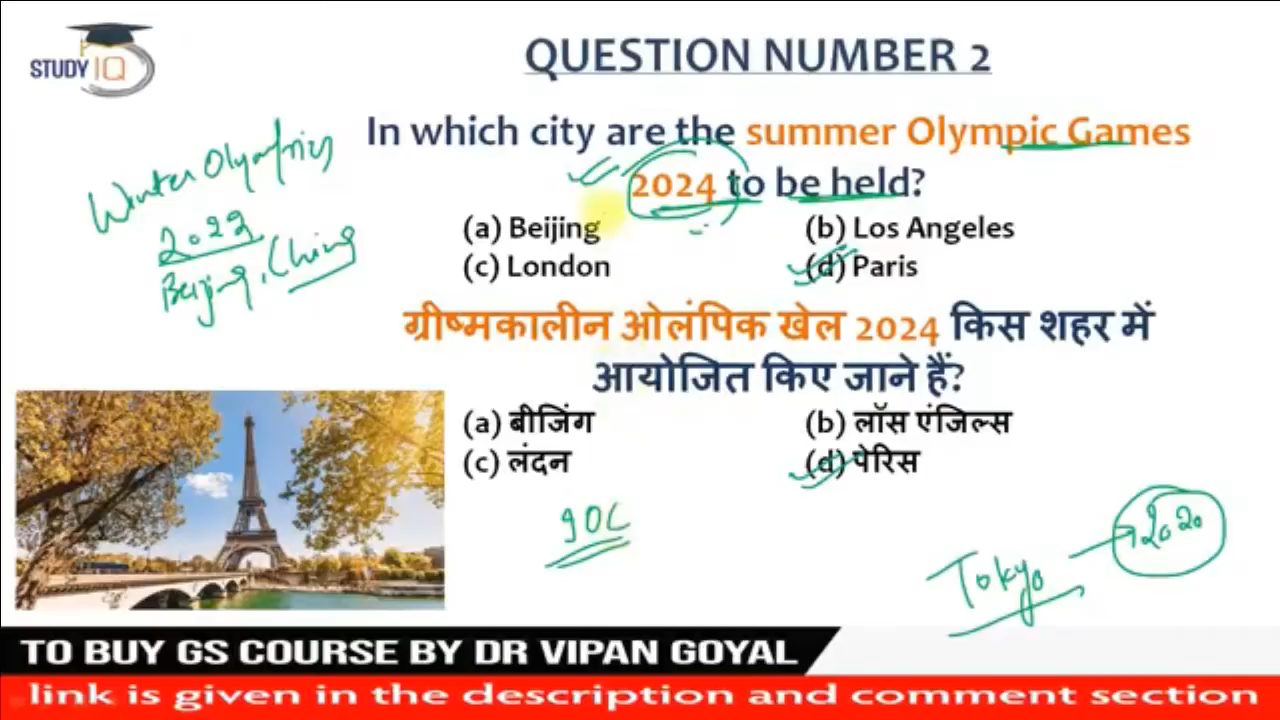 STUDY IQ
QUESTION NUMBER 2
In which city are the summer Olympic Games
2024 to be held?
(a) Beijing
(b) Los Angeles
(c) London
(d) Paris
Winter Olympics
2022
Beijing, China
ग्रीष्मकालीन ओलंपिक खेल 2024 किस शहर में
आयोजित किए जाने हैं?
(a) बीजिंग
(b) लॉस एंजिल्स
(c) लंदन
(d) पेरिस
IOC
Tokyo
2020
TO BUY GS COURSE BY DR VIPAN GOYAL
link is given in the description and comment section